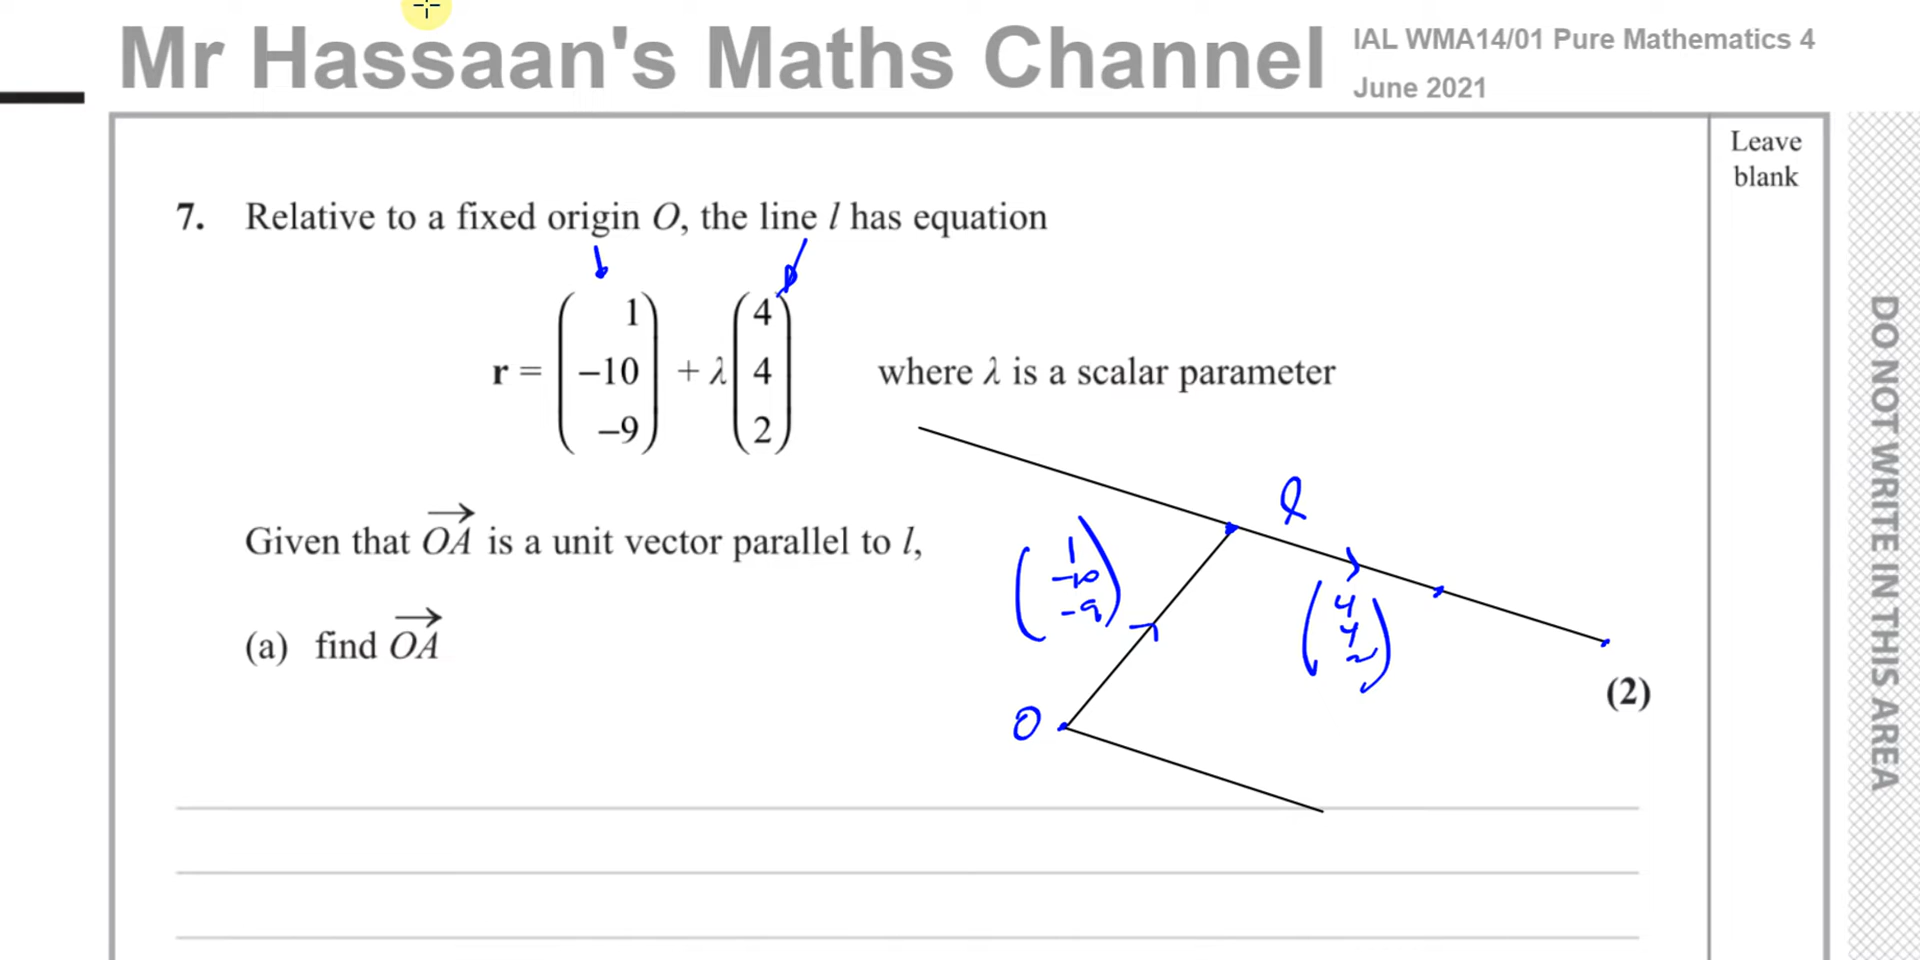 Mr Hassaan's Maths Channel
IAL WMA14/01 Pure Mathematics 4
June 2021
Leave
blank
7. Relative to a fixed origin O, the line l has equation
r = ( 1 −10 −9 ) + λ ( 4 4 2 ) where λ is a scalar parameter
l
( 1 −10 −9 )
( 4 4 2 )
Given that OA is a unit vector parallel to l,
(a) find OA
(2)
O
DO NOT WRITE IN THIS AREA